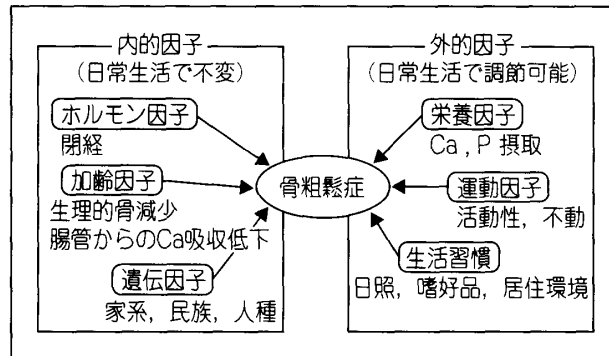 内的因子
(日常生活で不変)
ホルモン因子
閉経
加齢因子
生理的骨減少
腸管からのCa吸収低下
遺伝因子
家系, 民族, 人種
骨粗鬆症
外的因子
(日常生活で調節可能)
栄養因子
Ca, P 摂取
運動因子
活動性, 不動
生活習慣
日照, 嗜好品, 居住環境